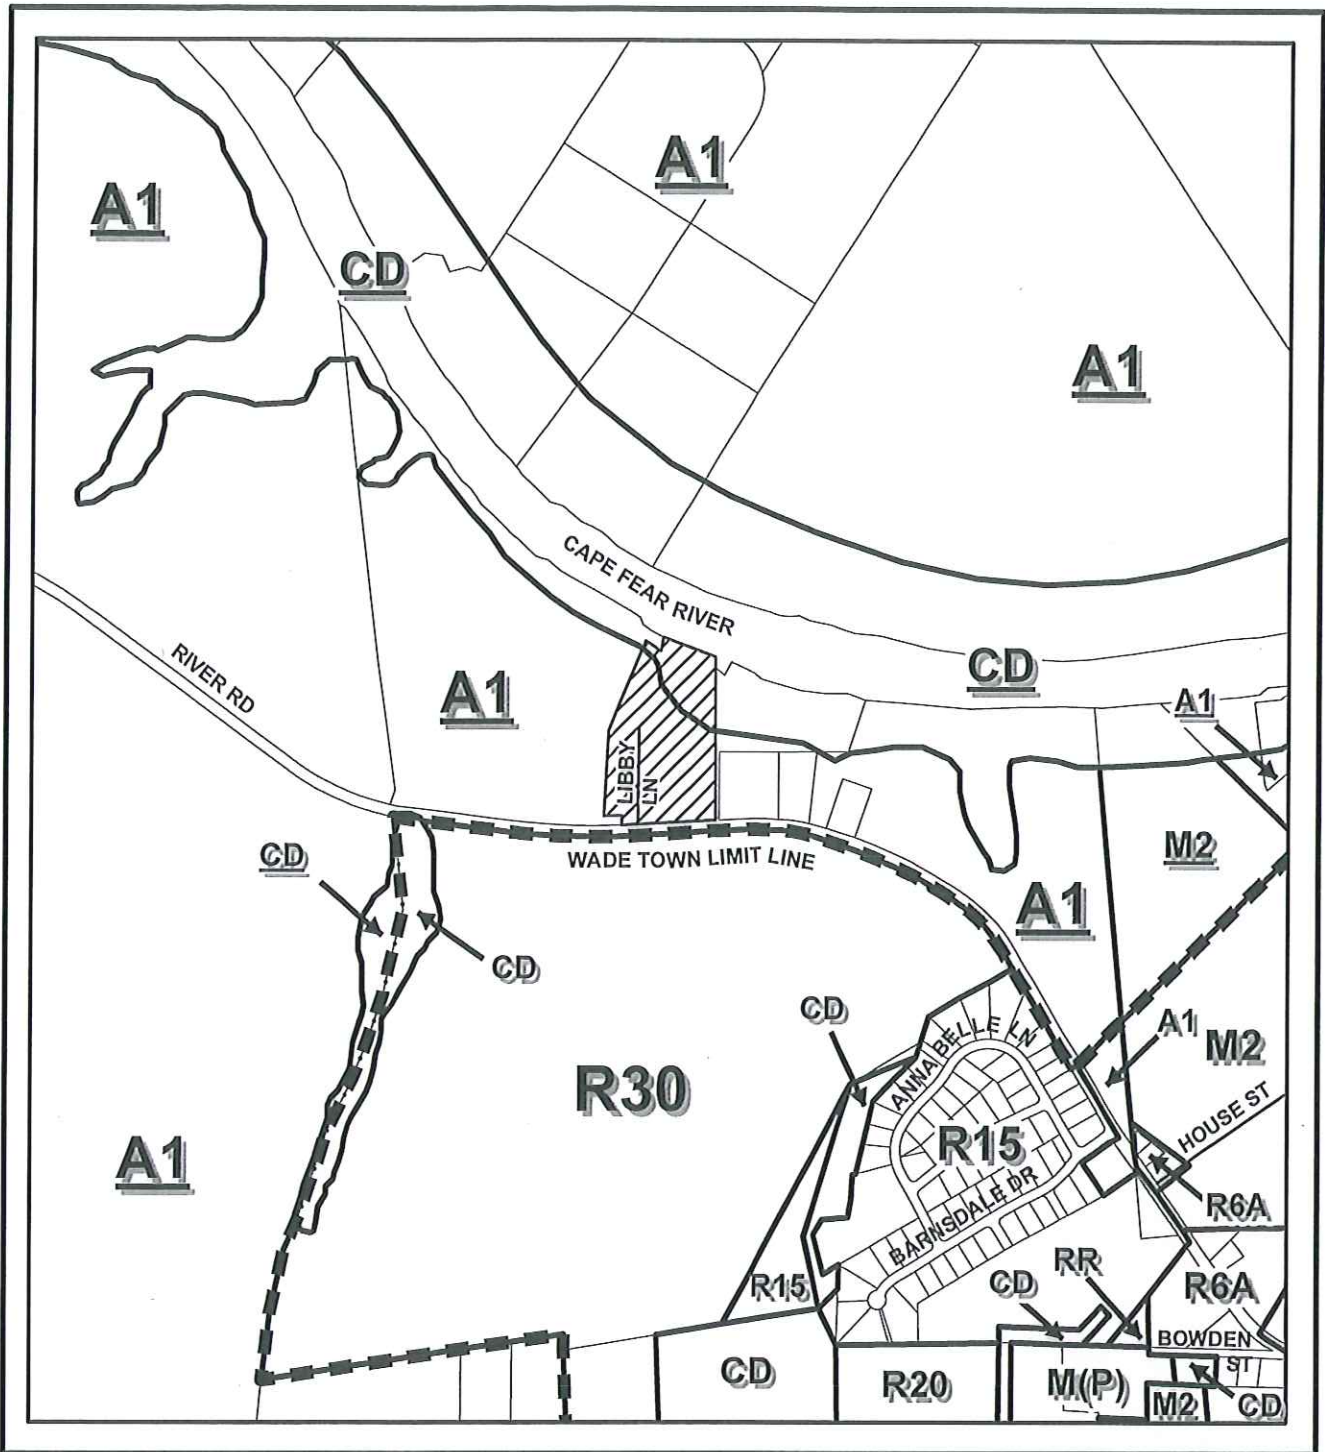 A1
A1
CD
A1
CAPE FEAR RIVER
RIVER RD
A1
CD
A1
LIBBY
LN
M2
CD
WADE TOWN LIMIT LINE
A1
CD
CD
A1
M2
ANNA BELLE LN
R30
HOUSE ST
R15
A1
BARNSDALE DR
R6A
RR
CD
R15
R6A
BOWDEN
ST
CD
R20
M(P)
M2
CD